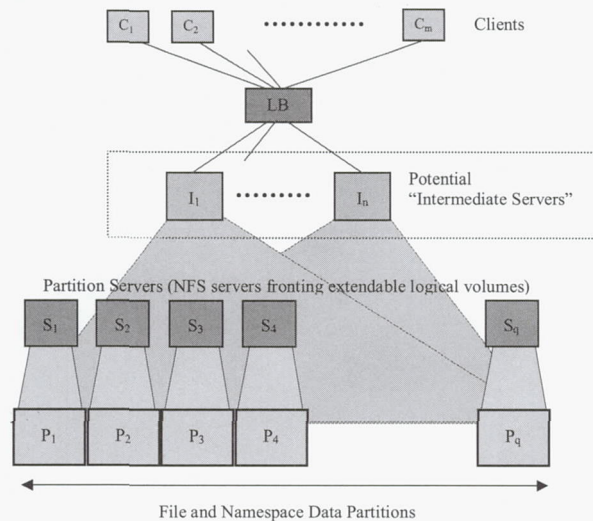 C1 C2 Cm Clients
LB
I1 In Potential
“Intermediate Servers”
Partition Servers (NFS servers fronting extendable logical volumes)
S1 S2 S3 S4 Sq
P1 P2 P3 P4 Pq
File and Namespace Data Partitions